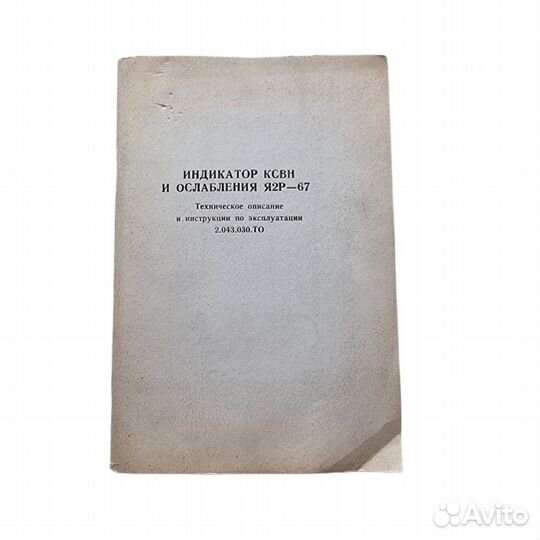 ИНДИКАТОР КСВН
И ОСЛАБЛЕНИЯ Я2Р—67
Техническое описание
и инструкции по эксплуатации
2.043.030.ТО
Avito